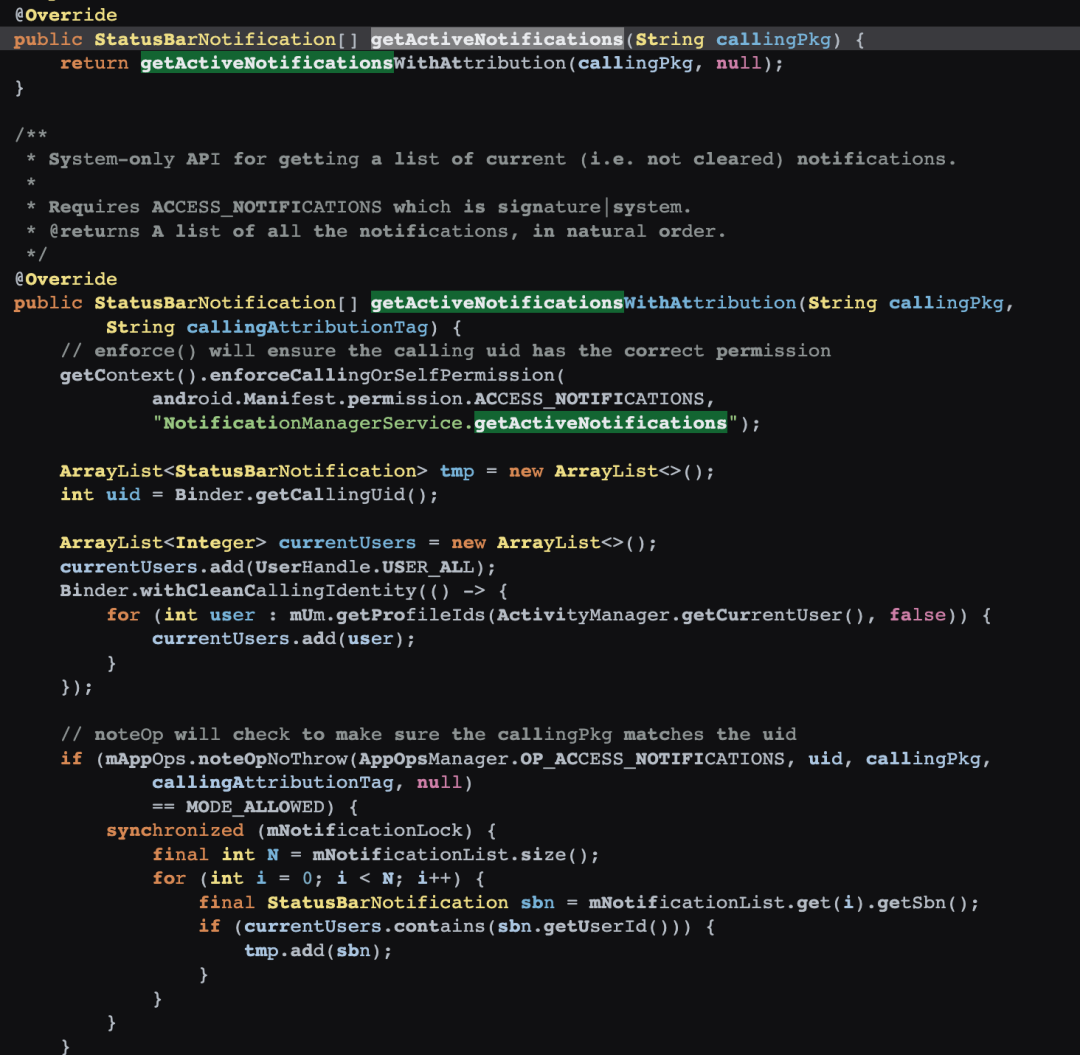 @Override
public StatusBarNotification[] getActiveNotifications(String callingPkg) {
    return getActiveNotificationsWithAttribution(callingPkg, null);
}

/**
 * System-only API for getting a list of current (i.e. not cleared) notifications.
 *
 * Requires ACCESS_NOTIFICATIONS which is signature|system.
 * @returns A list of all the notifications, in natural order.
 */
@Override
public StatusBarNotification[] getActiveNotificationsWithAttribution(String callingPkg,
        String callingAttributionTag) {
    // enforce() will ensure the calling uid has the correct permission
    getContext().enforceCallingOrSelfPermission(
            android.Manifest.permission.ACCESS_NOTIFICATIONS,
            "NotificationManagerService.getActiveNotifications");

    ArrayList<StatusBarNotification> tmp = new ArrayList<>();
    int uid = Binder.getCallingUid();

    ArrayList<Integer> currentUsers = new ArrayList<>();
    currentUsers.add(UserHandle.USER_ALL);
    Binder.withCleanCallingIdentity(() -> {
        for (int user : mUm.getProfileIds(ActivityManager.getCurrentUser(), false)) {
            currentUsers.add(user);
        }
    });

    // noteOp will check to make sure the callingPkg matches the uid
    if (mAppOps.noteOpNoThrow(AppOpsManager.OP_ACCESS_NOTIFICATIONS, uid, callingPkg,
            callingAttributionTag, null)
            == MODE_ALLOWED) {
        synchronized (mNotificationLock) {
            final int N = mNotificationList.size();
            for (int i = 0; i < N; i++) {
                final StatusBarNotification sbn = mNotificationList.get(i).getSbn();
                if (currentUsers.contains(sbn.getUserId())) {
                    tmp.add(sbn);
                }
            }
        }
    }